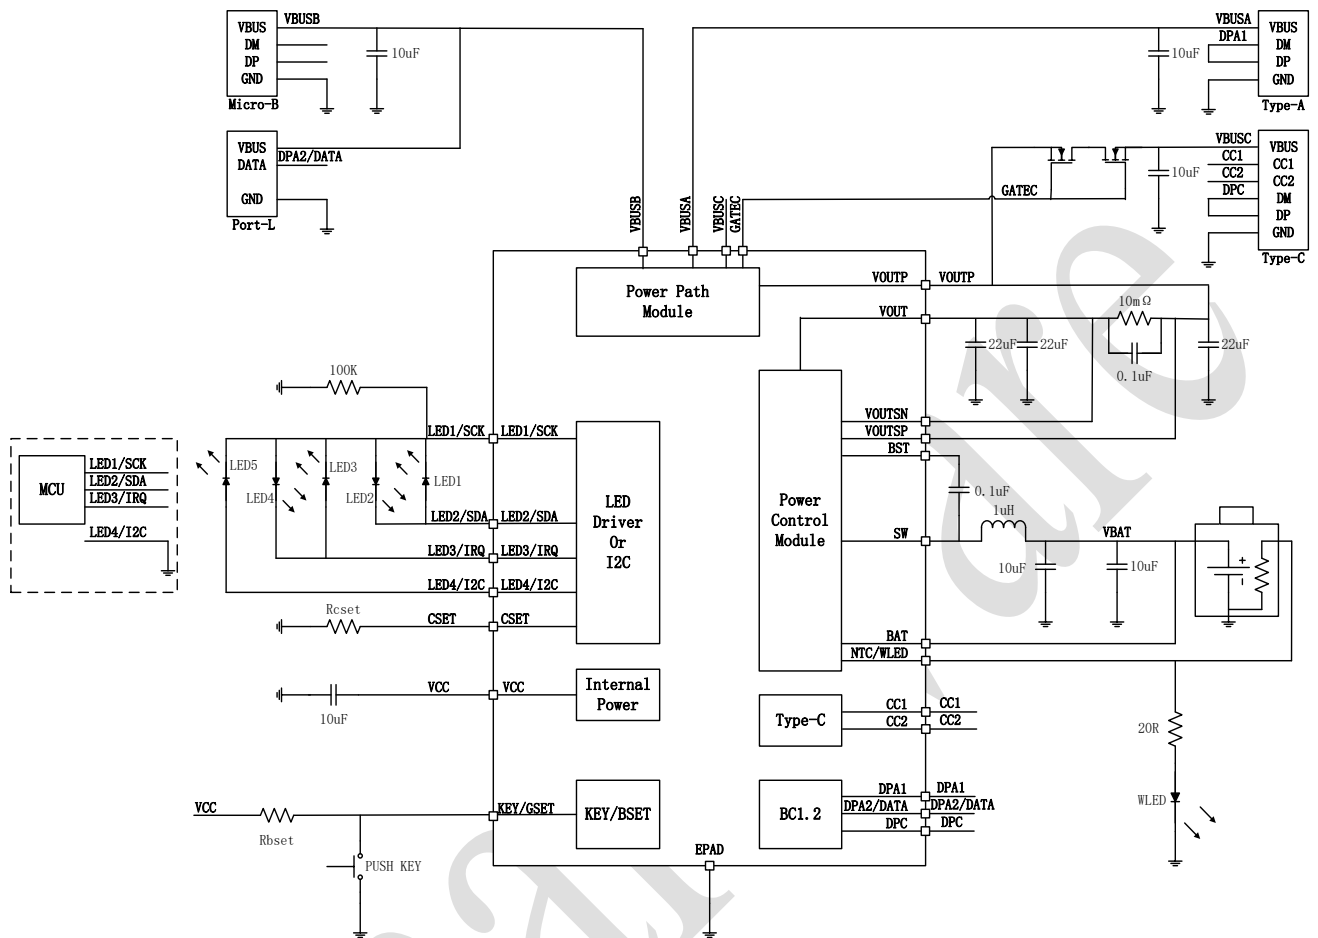 VBUS
DM
DP
GND
Micro-B
VBUSB
10uF
VBUS
DATA
GND
Port-L
DPA2/DATA
VBUSA
DPA1
10uF
VBUS
DM
DP
GND
Type-A
VBUSC
CC1
CC2
DPC
10uF
VBUS
CC1
CC2
DM
DP
GND
Type-C
GATEC
VBUSB
VBUSA
VBUSC
GATEC
Power Path
Module
VOUTP
VOUTP
VOUT
10mΩ
22uF
22uF
0.1uF
22uF
100K
LED1/SCK
LED1/SCK
VOUTSN
VOUTSP
BST
MCU
LED1/SCK
LED2/SDA
LED3/IRQ
LED4/I2C
LED5
LED4
LED3
LED2
LED1
LED2/SDA
LED2/SDA
LED3/IRQ
LED3/IRQ
LED4/I2C
LED4/I2C
LED
Driver
Or
I2C
Power
Control
Module
0.1uF
1uH
SW
VBAT
10uF
10uF
+
Rcset
CSET
CSET
BAT
NTC/WLED
VCC
VCC
10uF
Internal
Power
Type-C
CC1
CC1
CC2
CC2
20R
WLED
VCC
Rbset
KEY/GSET
KEY/BSET
PUSH KEY
BC1.2
DPA1
DPA1
DPA2/DATA
DPA2/DATA
DPC
DPC
EPAD